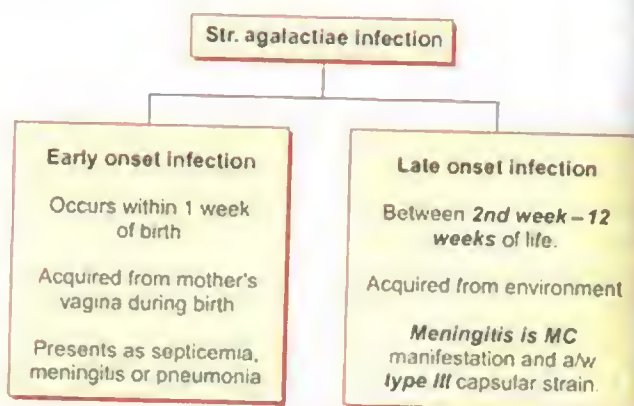 Str. agalactiae infection
Early onset infection
Occurs within 1 week
of birth
Acquired from mother's
vagina during birth
Presents as septicemia,
meningitis or pneumonia
Late onset infection
Between 2nd week – 12
weeks of life.
Acquired from environment
Meningitis is MC
manifestation and a/w
type III capsular strain.